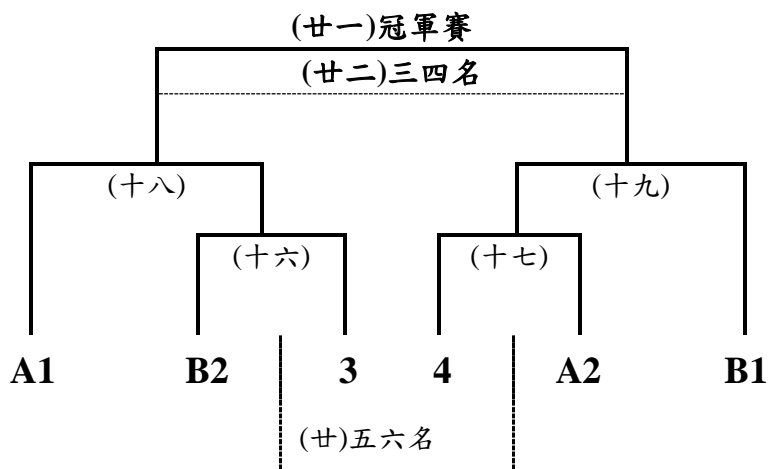 (廿一)冠軍賽
(廿二)三四名
(十八)
(十九)
(十六)
(十七)
A1
B2
3
4
A2
B1
(廿)五六名